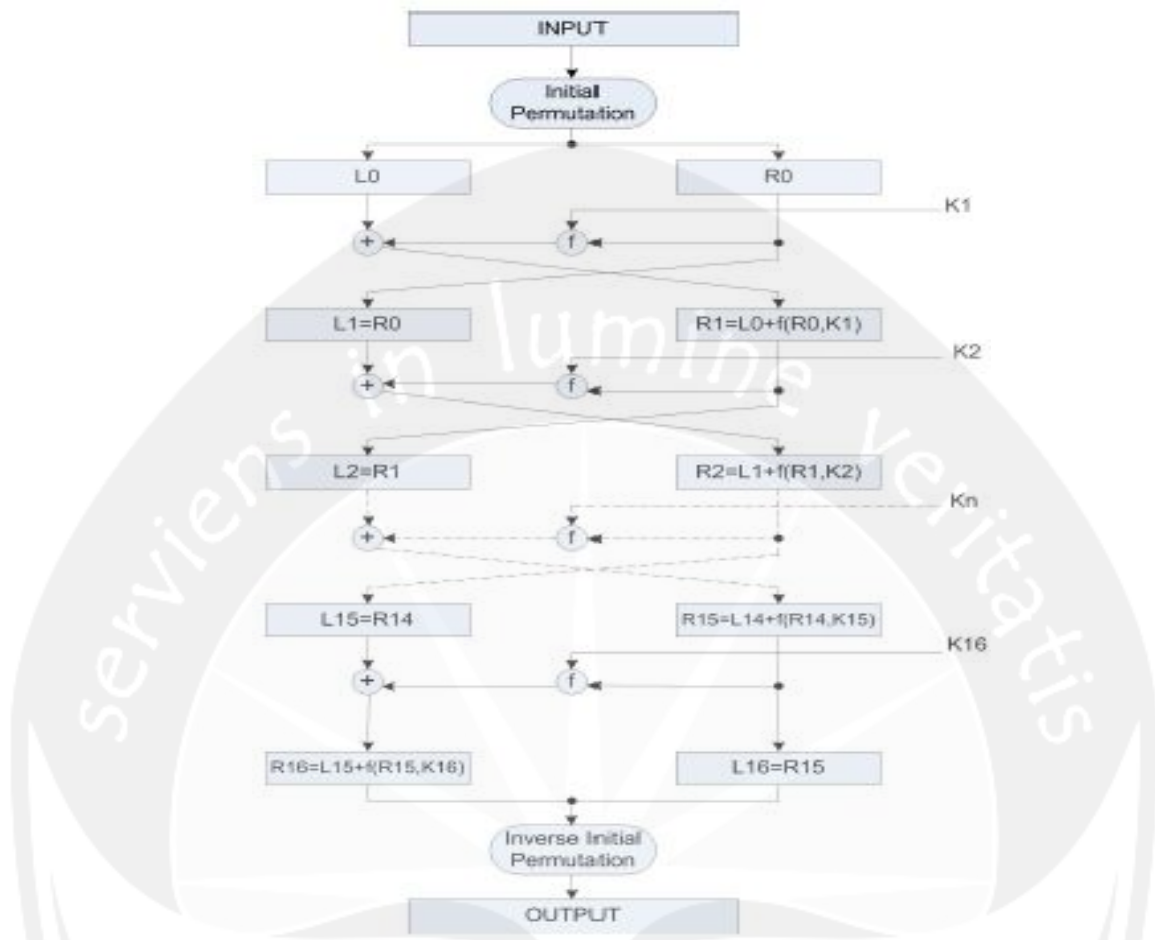 INPUT
Initial
Permutation
L0
R0
K1
+
f
L1=R0
R1=L0+f(R0,K1)
K2
+
f
L2=R1
R2=L1+f(R1,K2)
Kn
+
f
L15=R14
R15=L14+f(R14,K15)
K16
+
f
R16=L15+f(R15,K16)
L16=R15
Inverse Initial
Permutation
OUTPUT
serviens in lumine veritatis